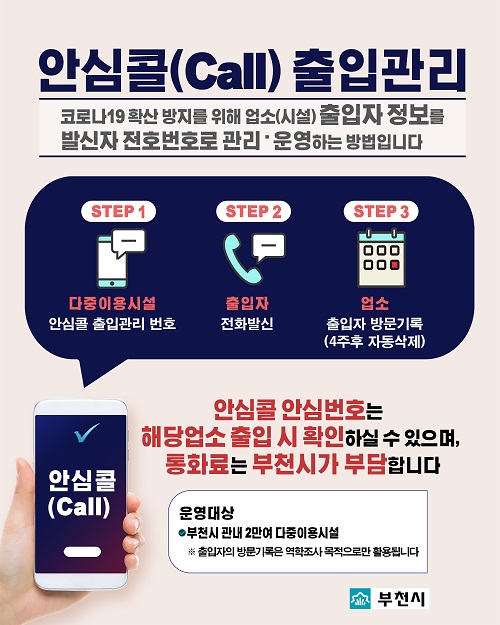 안심콜(Call) 출입관리
코로나19 확산 방지를 위해 업소(시설) 출입자 정보를
발신자 전호번호로 관리·운영하는 방법입니다
STEP 1
STEP 2
STEP 3
다중이용시설
안심콜 출입관리 번호
출입자
전화발신
업소
출입자 방문기록
(4주후 자동삭제)
안심콜 안심번호는
해당업소 출입 시 확인하실 수 있으며,
통화료는 부천시가 부담합니다
안심콜
(Call)
운영대상
부천시 관내 2만여 다중이용시설
※ 출입자의 방문기록은 역학조사 목적으로만 활용됩니다
부천시